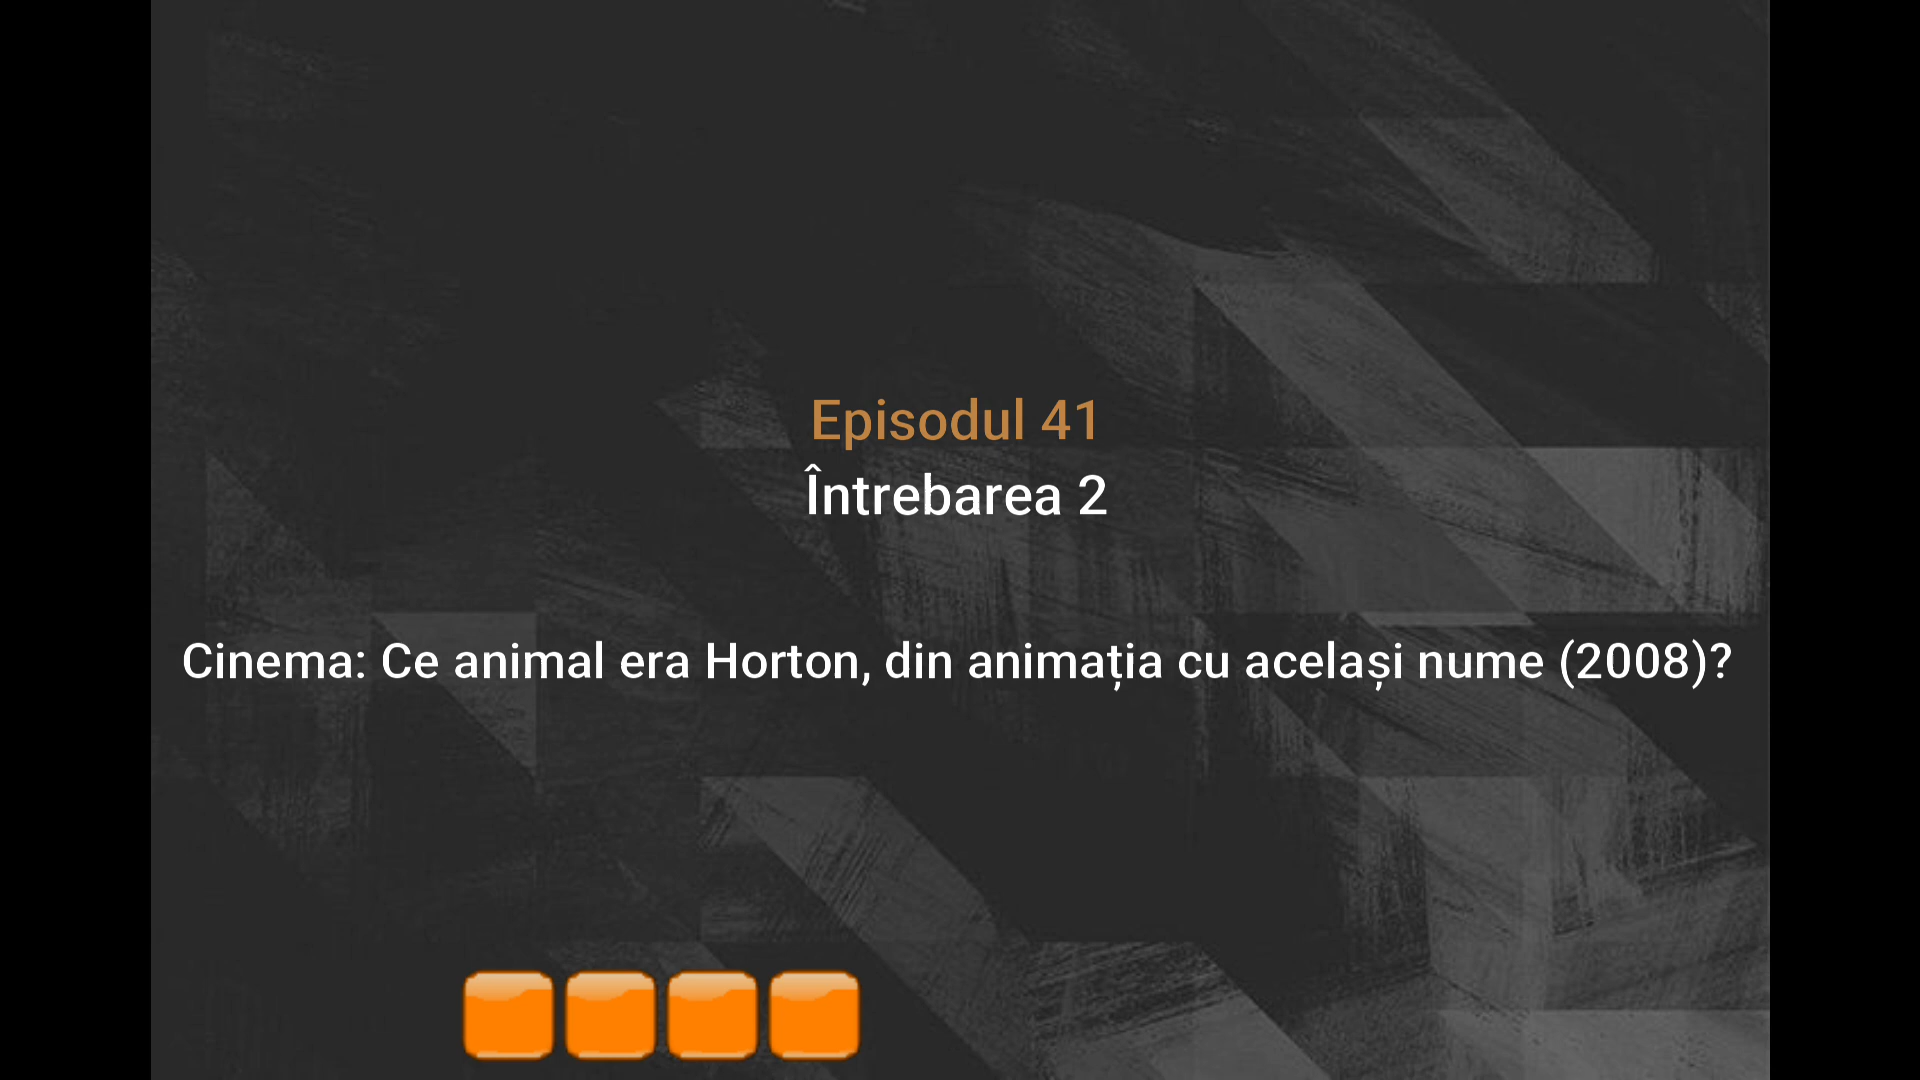 Episodul 41
Întrebarea 2
Cinema: Ce animal era Horton, din animația cu același nume (2008)?